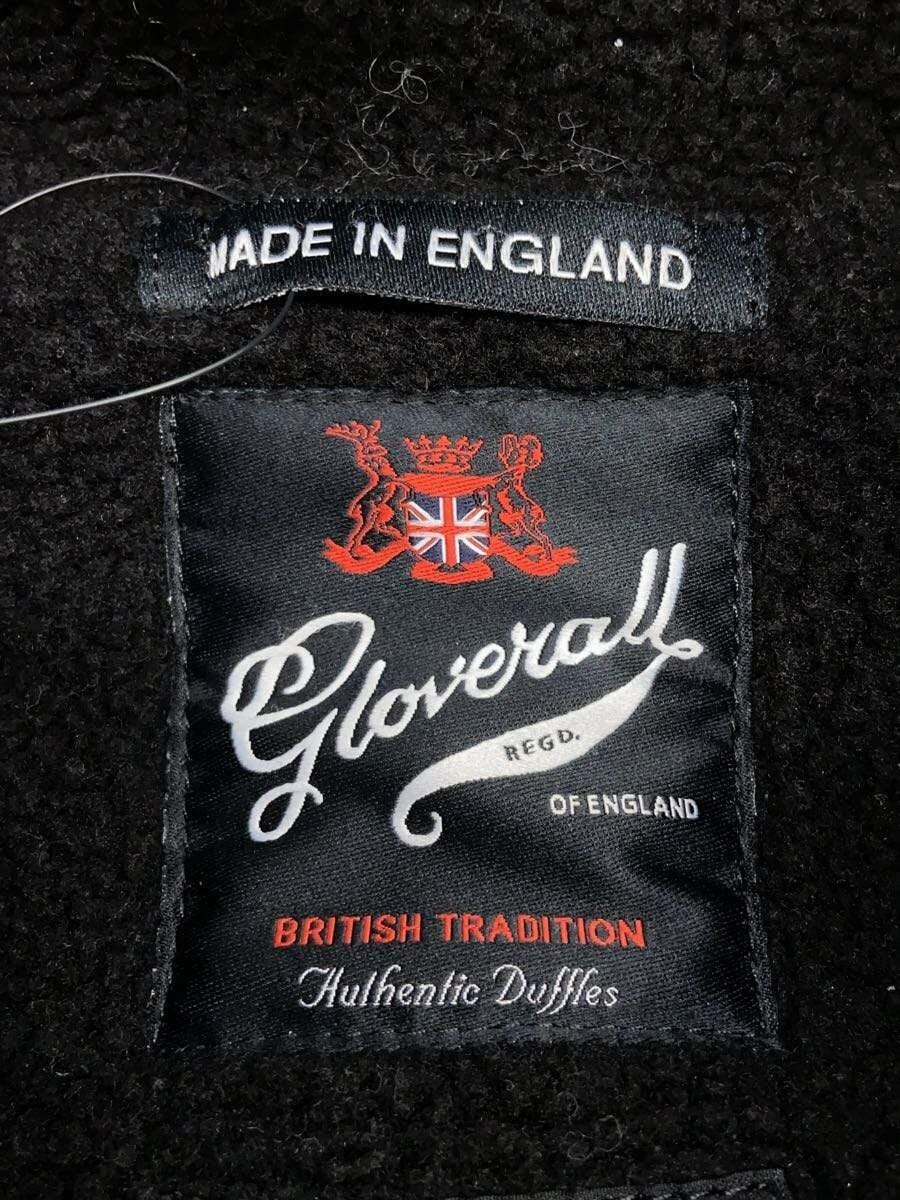 MADE IN ENGLAND
Gloverall
REGD.
OF ENGLAND
BRITISH TRADITION
Authentic Duffles